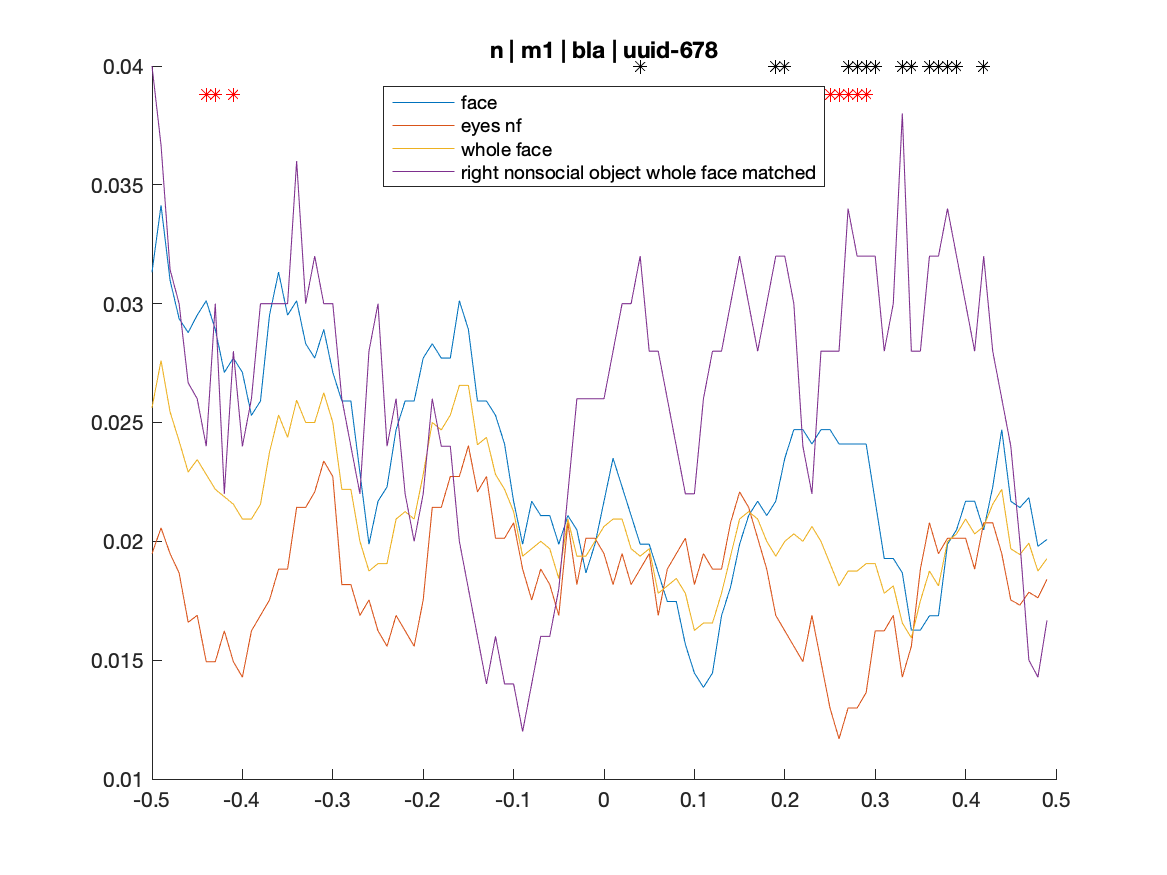 n | m1 | bla | uuid-678
0.04
0.035
0.03
0.025
0.02
0.015
0.01
face
eyes nf
whole face
right nonsocial object whole face matched
-0.5 -0.4 -0.3 -0.2 -0.1 0 0.1 0.2 0.3 0.4 0.5